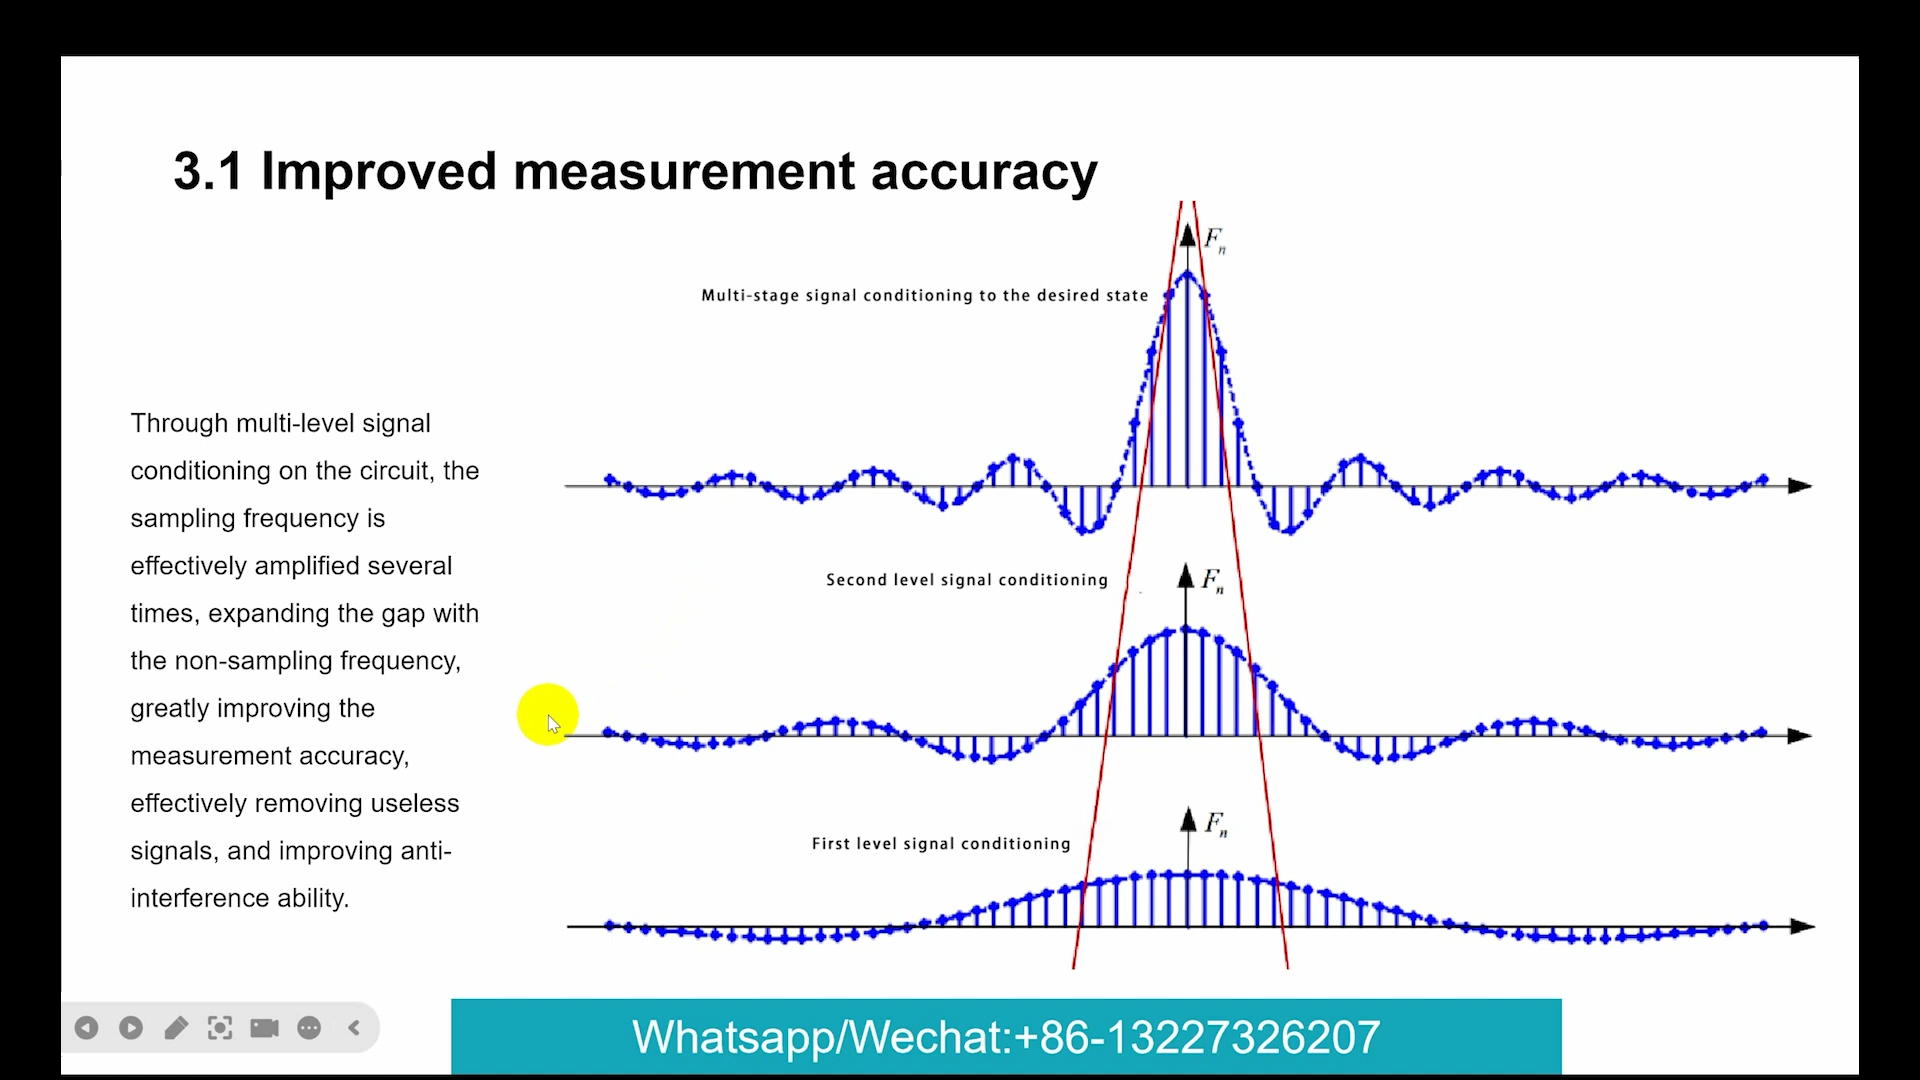 3.1 Improved measurement accuracy
F
n
Multi-stage signal conditioning to the desired state
Through multi-level signal
conditioning on the circuit, the
sampling frequency is
effectively amplified several
times, expanding the gap with
the non-sampling frequency,
greatly improving the
measurement accuracy,
effectively removing useless
signals, and improving anti-
interference ability.
Second level signal conditioning
F
n
First level signal conditioning
F
n
Whatsapp/Wechat:+86-13227326207